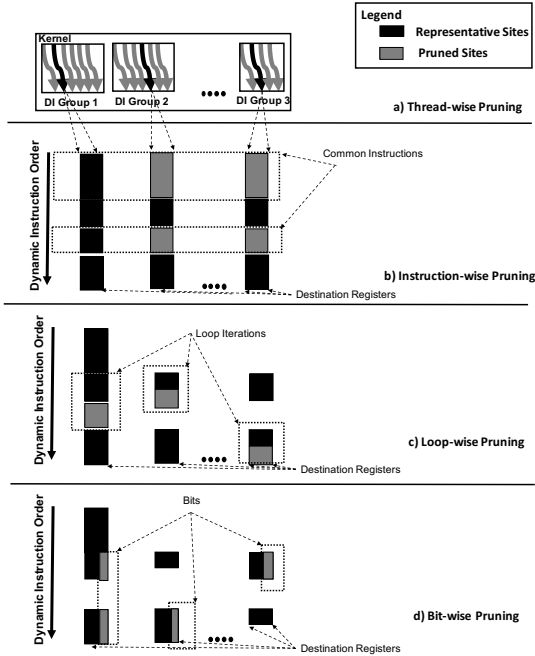 Legend
Representative Sites
Pruned Sites
Kernel
DI Group 1
DI Group 2
DI Group 3
a) Thread-wise Pruning
Dynamic Instruction Order
Common Instructions
b) Instruction-wise Pruning
Destination Registers
Dynamic Instruction Order
Loop Iterations
c) Loop-wise Pruning
Destination Registers
Dynamic Instruction Order
Bits
d) Bit-wise Pruning
Destination Registers